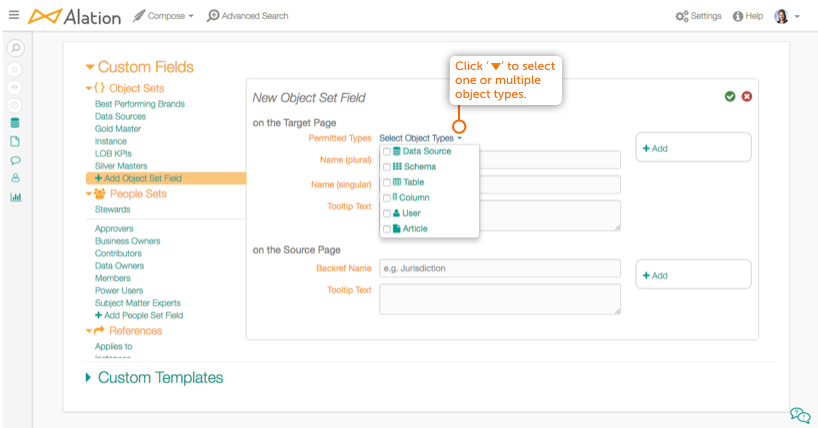 Alation
Compose
Advanced Search
Settings
Help
Custom Fields
{ } Object Sets
Best Performing Brands
Data Sources
Gold Master
Instance
LOB KPIs
Silver Masters
+ Add Object Set Field
People Sets
Stewards
Approvers
Business Owners
Contributors
Data Owners
Members
Power Users
Subject Matter Experts
+ Add People Set Field
References
Applies to
Instances
Custom Templates
Click '▼' to select
one or multiple
object types.
New Object Set Field
on the Target Page
Permitted Types
Select Object Types
Data Source
Schema
Table
Column
User
Article
Name (plural)
Name (singular)
Tooltip Text
+ Add
on the Source Page
Backref Name
e.g. Jurisdiction
Tooltip Text
+ Add